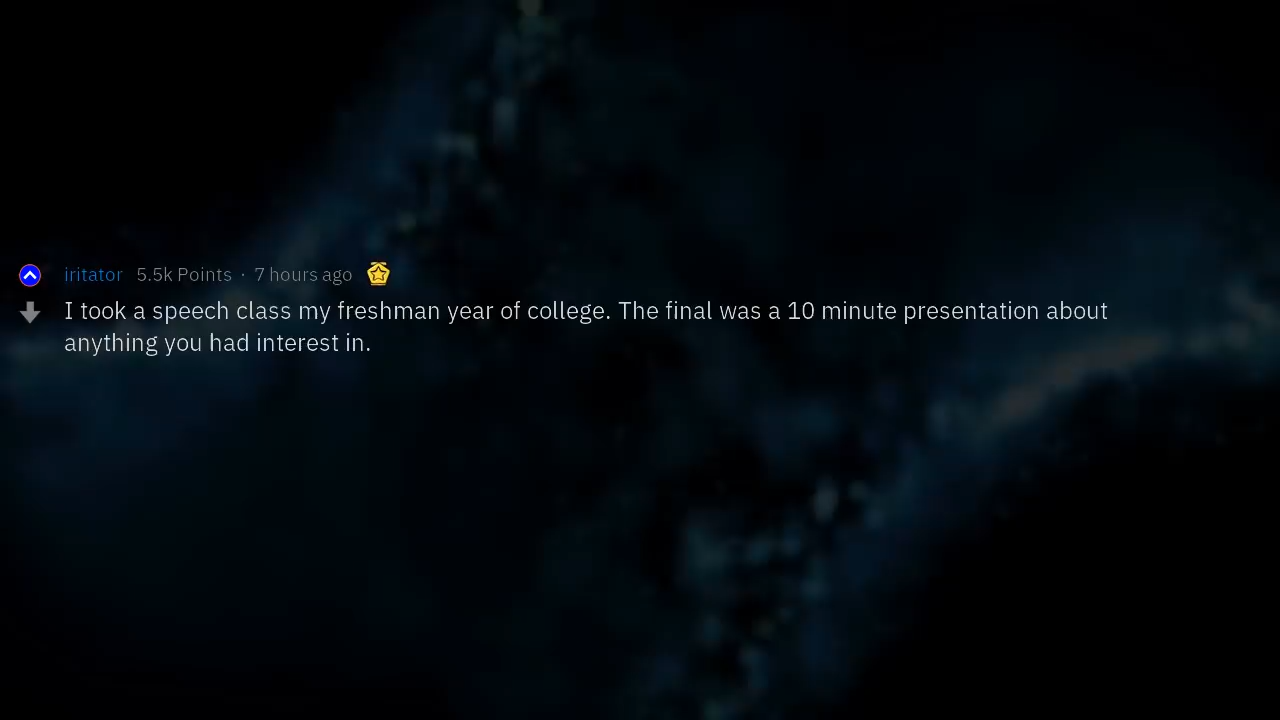 iritator 5.5k Points · 7 hours ago
I took a speech class my freshman year of college. The final was a 10 minute presentation about
anything you had interest in.